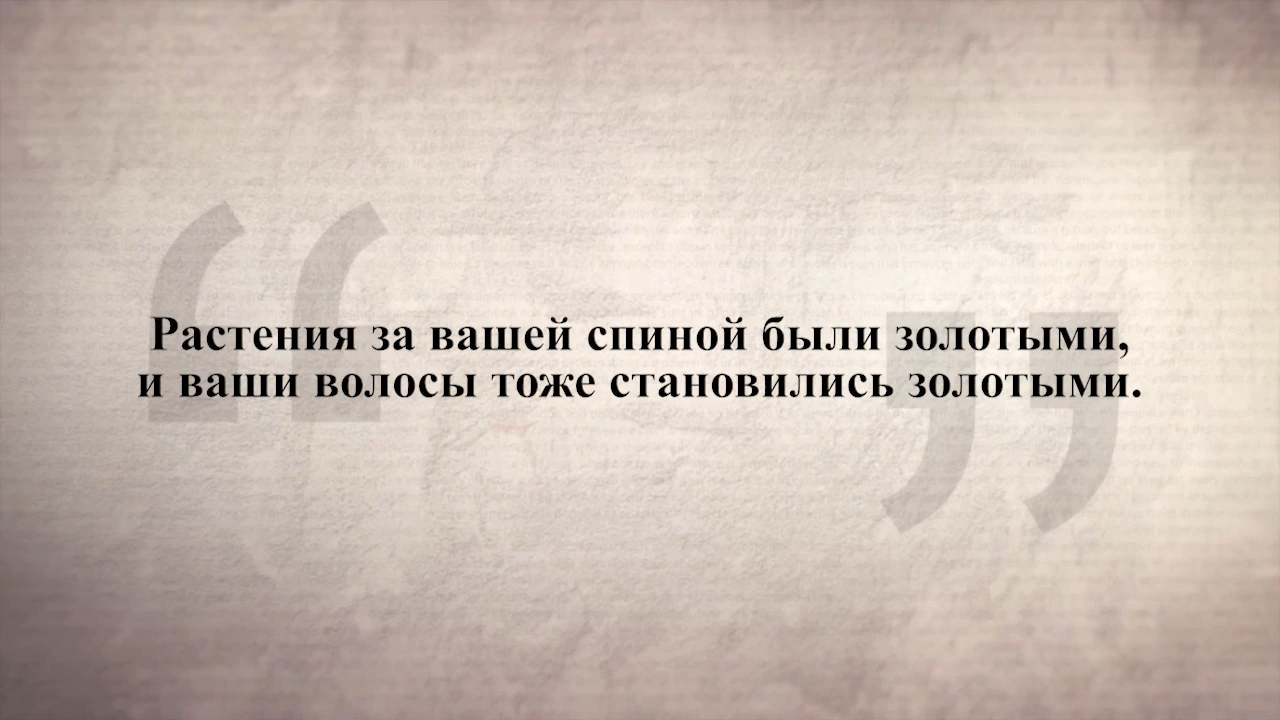 Растения за вашей спиной были золотыми,
и ваши волосы тоже становились золотыми.